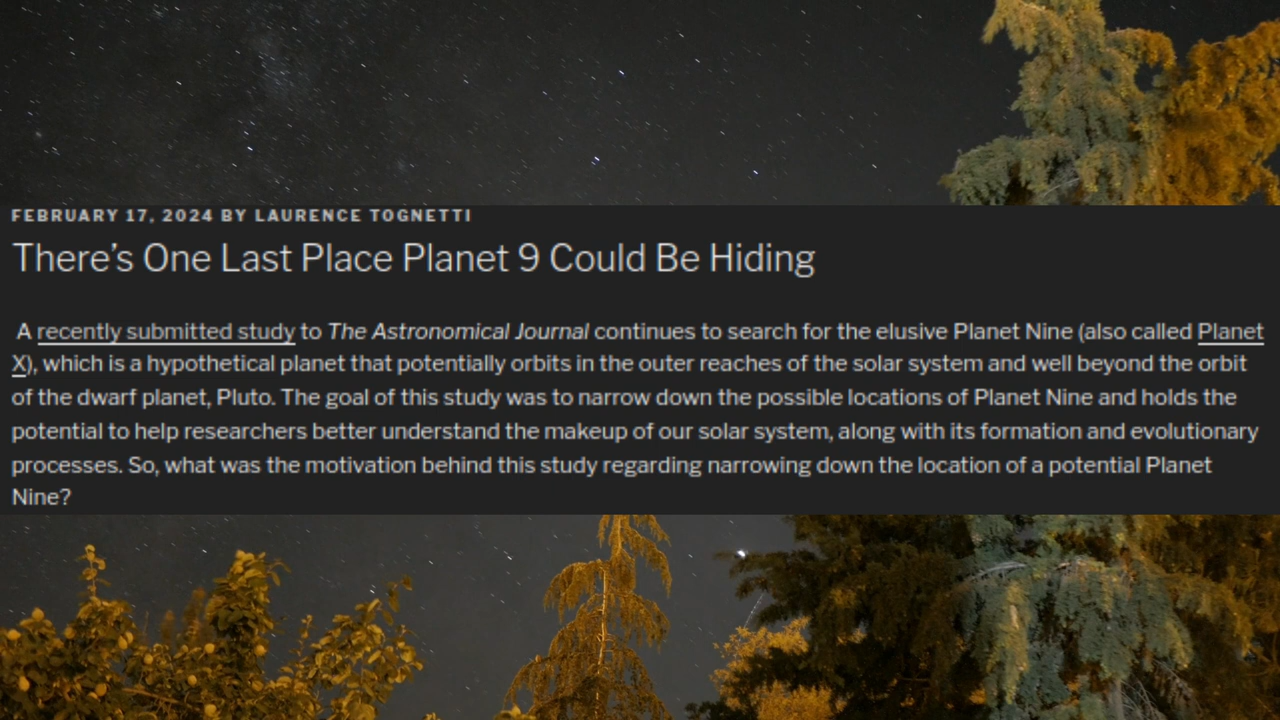 FEBRUARY 17, 2024 BY LAURENCE TOGNETTI
There's One Last Place Planet 9 Could Be Hiding
A recently submitted study to The Astronomical Journal continues to search for the elusive Planet Nine (also called Planet
X), which is a hypothetical planet that potentially orbits in the outer reaches of the solar system and well beyond the orbit
of the dwarf planet, Pluto. The goal of this study was to narrow down the possible locations of Planet Nine and holds the
potential to help researchers better understand the makeup of our solar system, along with its formation and evolutionary
processes. So, what was the motivation behind this study regarding narrowing down the location of a potential Planet
Nine?